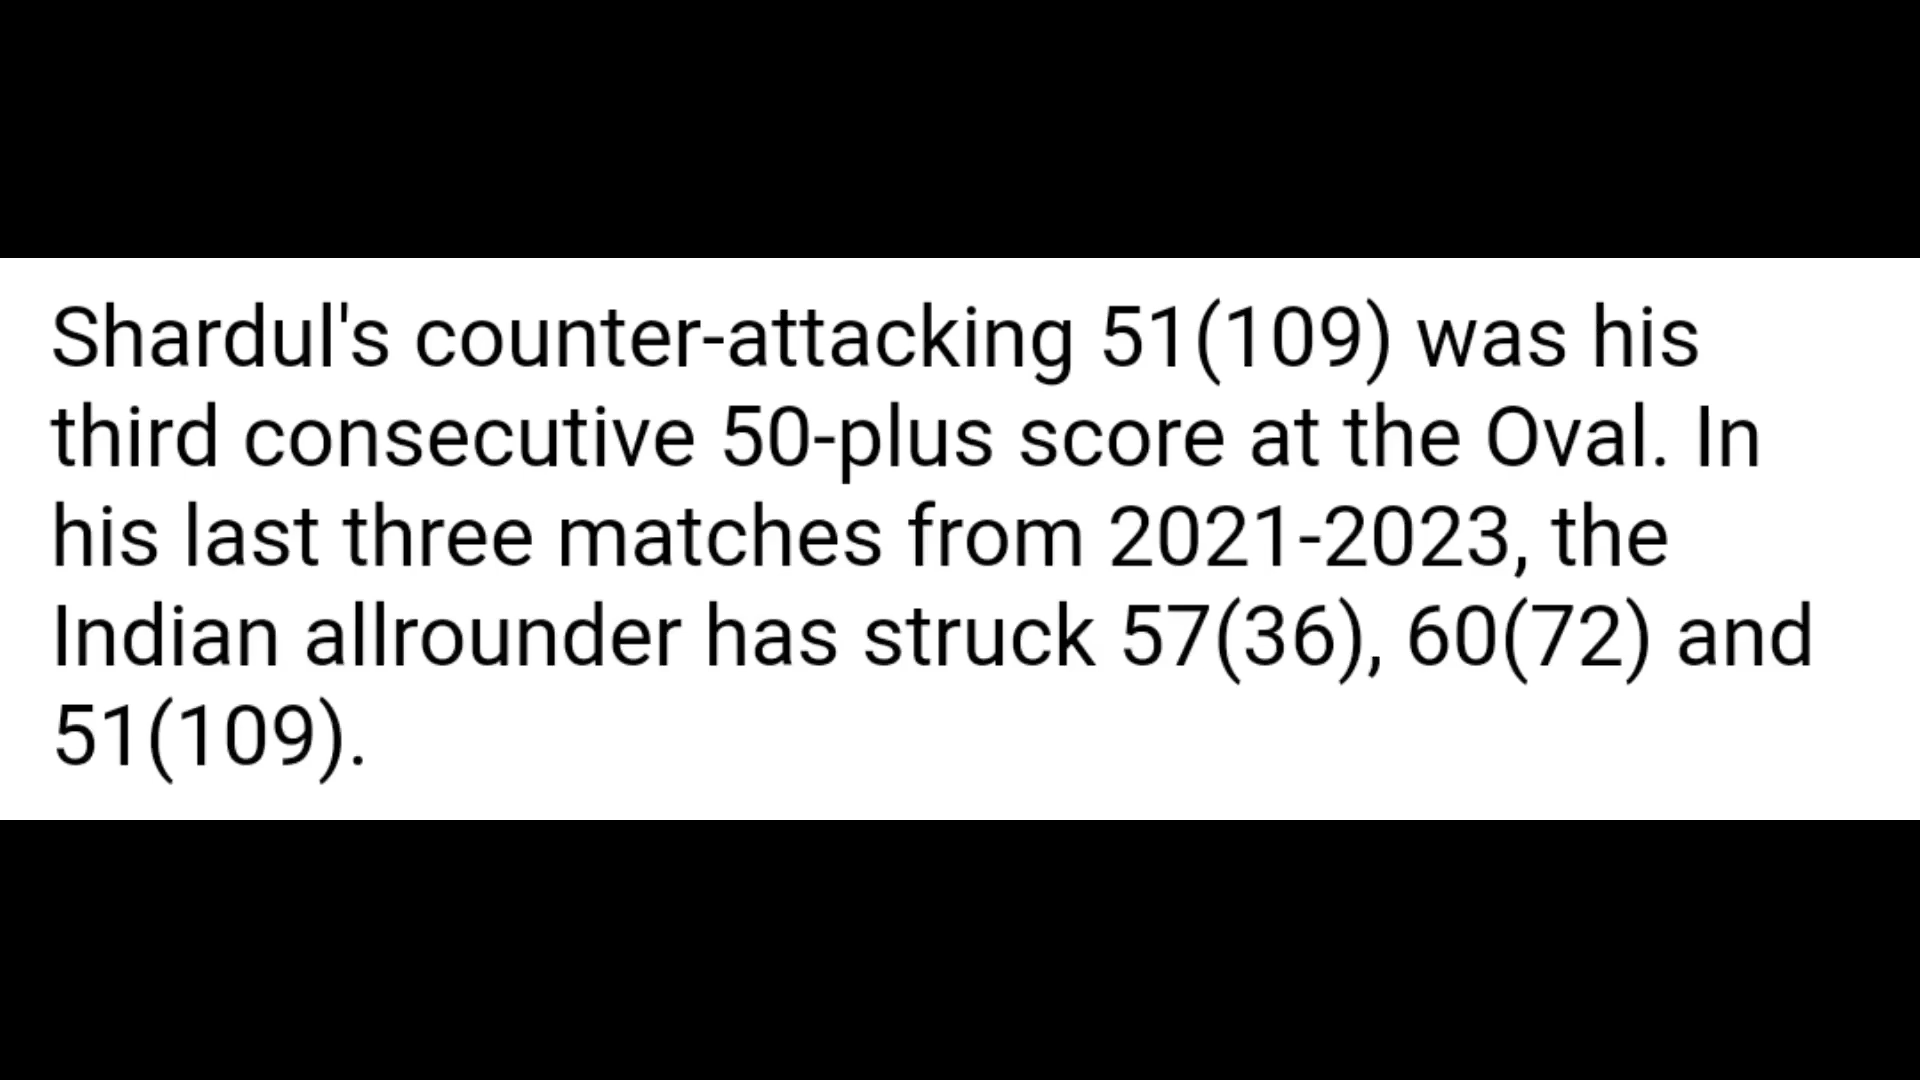 Shardul's counter-attacking 51(109) was his
third consecutive 50-plus score at the Oval. In
his last three matches from 2021-2023, the
Indian allrounder has struck 57(36), 60(72) and
51(109).